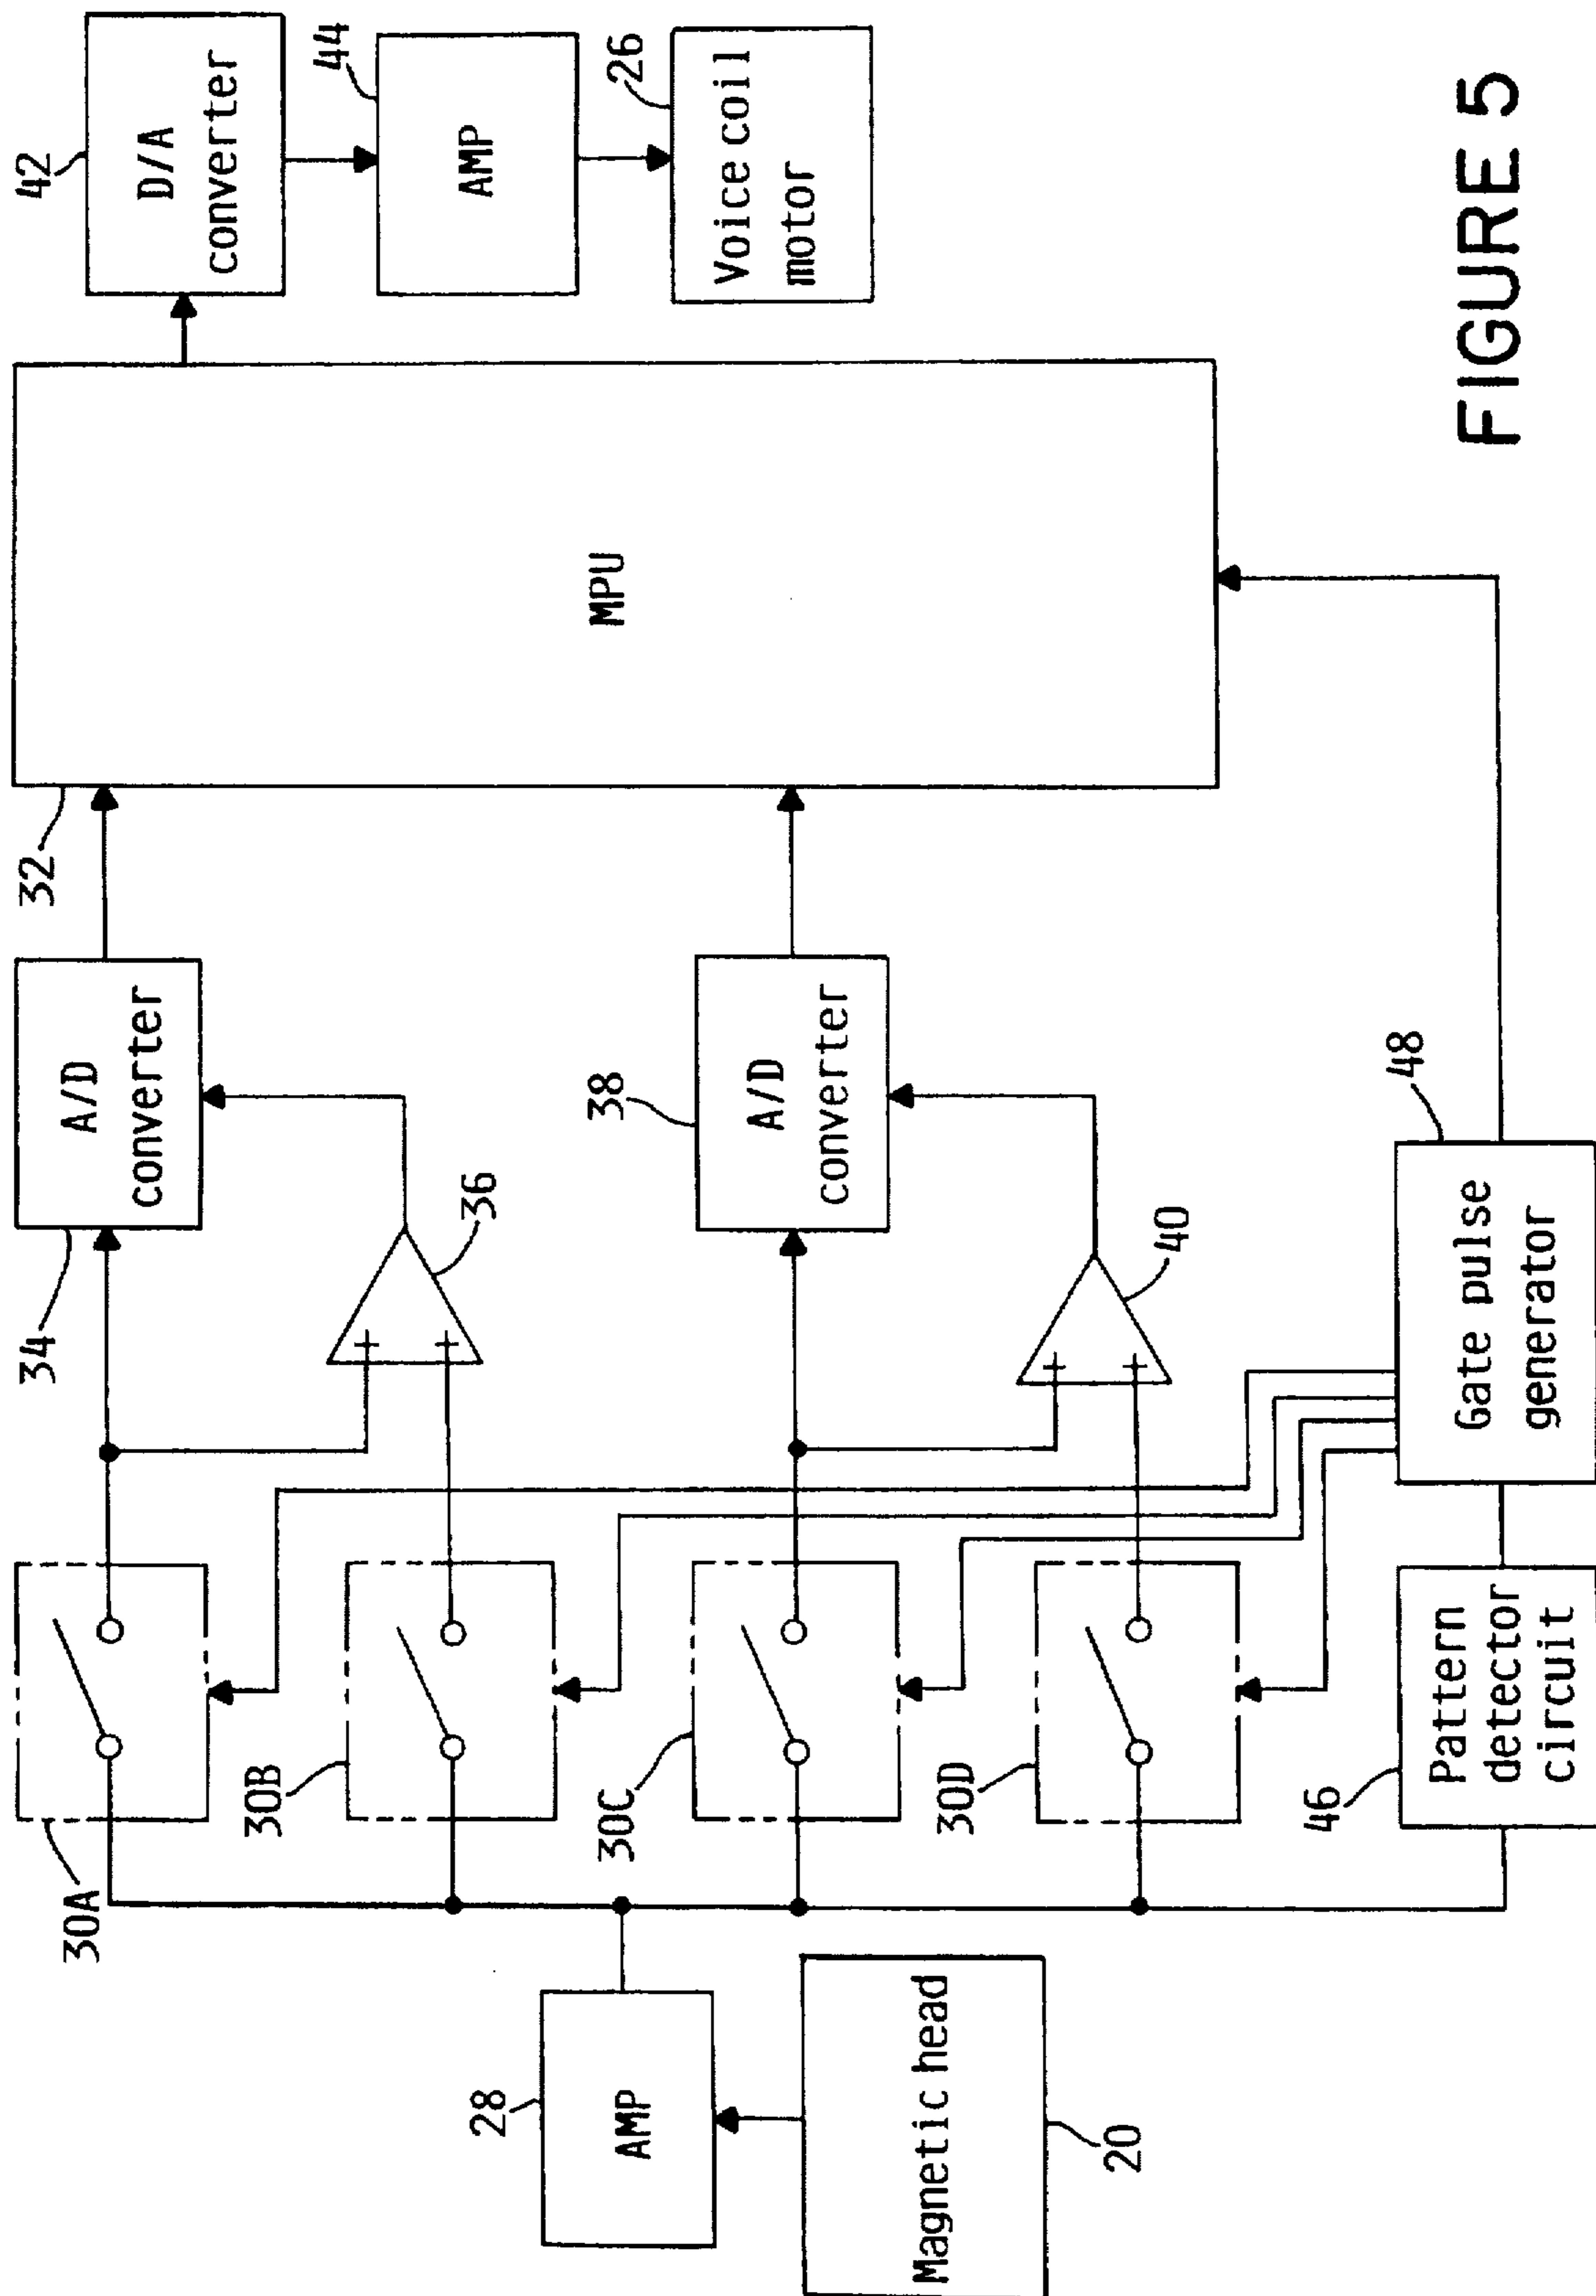 42
D/A
converter
44
AMP
26
Voice coil
motor
MPU
32
A/D
converter
34
36
A/D
converter
38
40
+
+
+
+
48
Gate pulse
generator
30A
30B
30C
30D
46
Pattern
detector
circuit
28
AMP
Magnetic head
20
FIGURE 5